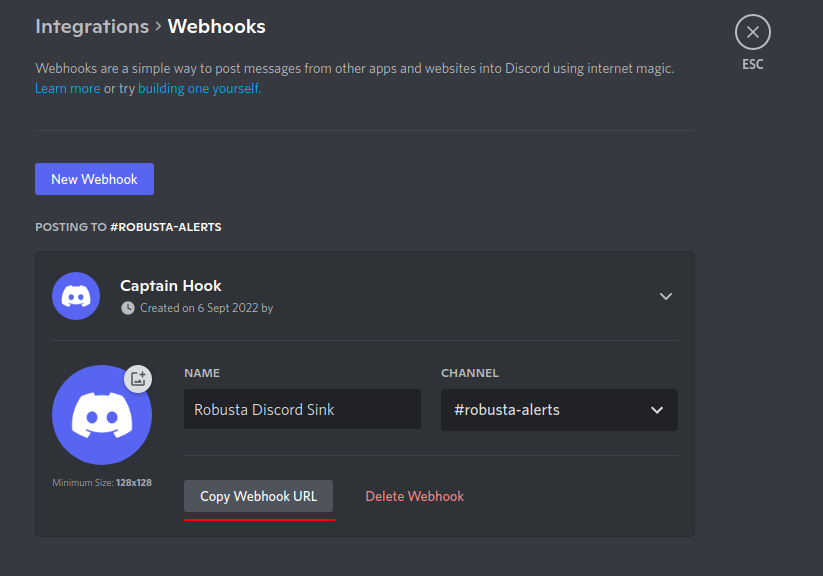 Integrations > Webhooks
ESC
Webhooks are a simple way to post messages from other apps and websites into Discord using internet magic.
Learn more or try building one yourself.
New Webhook
POSTING TO #ROBUSTA-ALERTS
Captain Hook
Created on 6 Sept 2022 by
NAME
CHANNEL
Robusta Discord Sink
#robusta-alerts
Minimum Size: 128x128
Copy Webhook URL
Delete Webhook